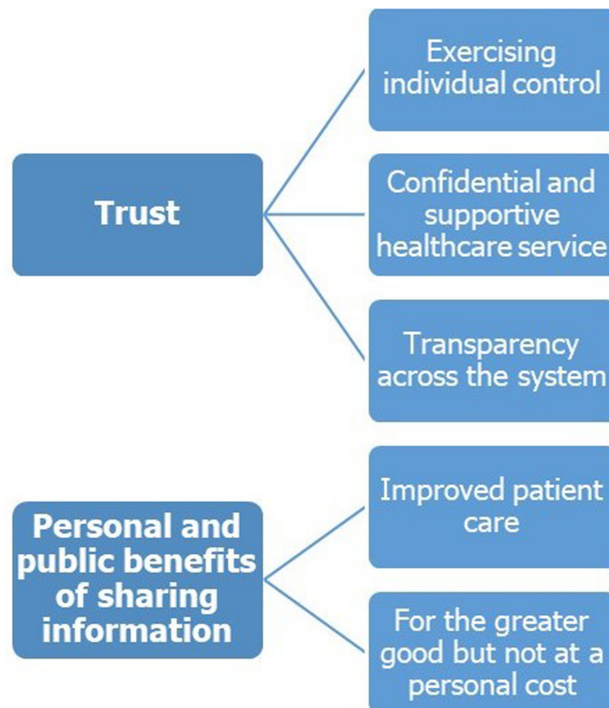 Trust
Exercising
individual control
Confidential and
supportive
healthcare service
Transparency
across the system
Personal and
public benefits
of sharing
information
Improved patient
care
For the greater
good but not at a
personal cost